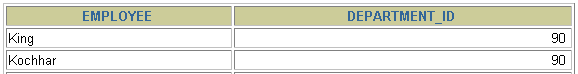 EMPLOYEE DEPARTMENT_ID
King 90
Kochhar 90